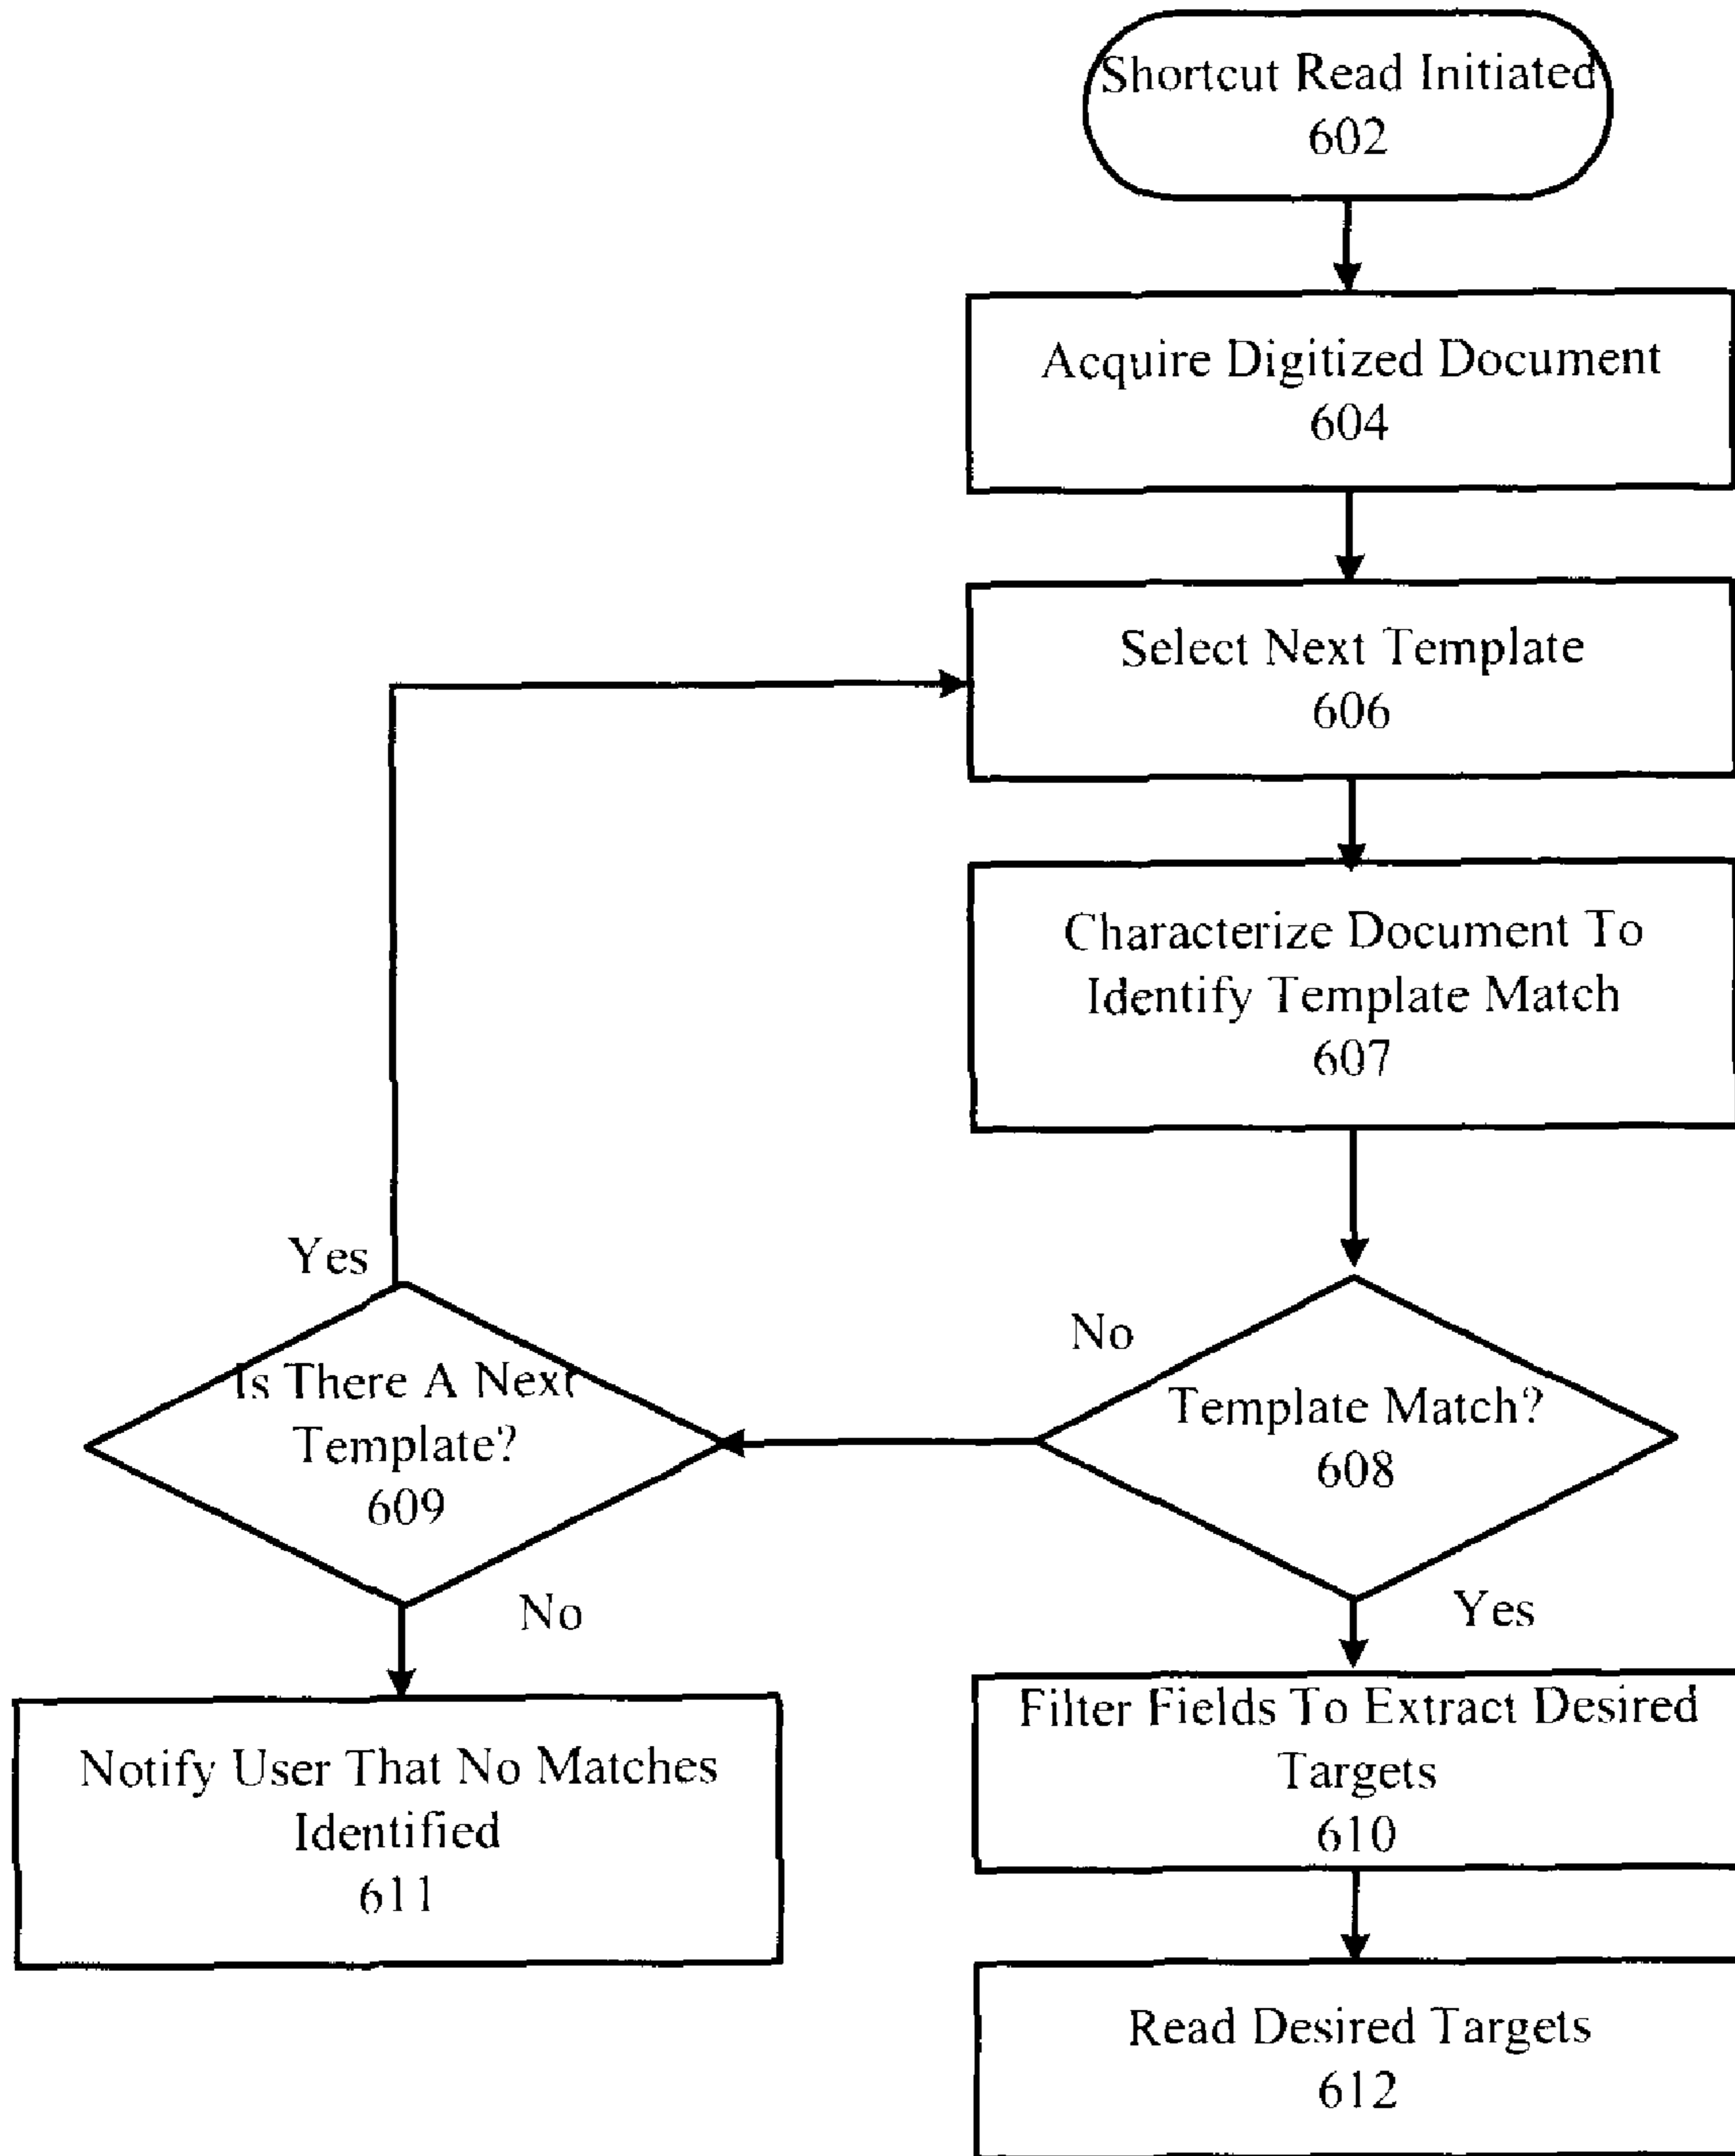 Shortcut Read Initiated
602
Acquire Digitized Document
604
Select Next Template
606
Characterize Document To
Identify Template Match
607
Yes
No
Is There A Next
Template?
609
Template Match?
608
No
Yes
Notify User That No Matches
Identified
611
Filter Fields To Extract Desired
Targets
610
Read Desired Targets
612